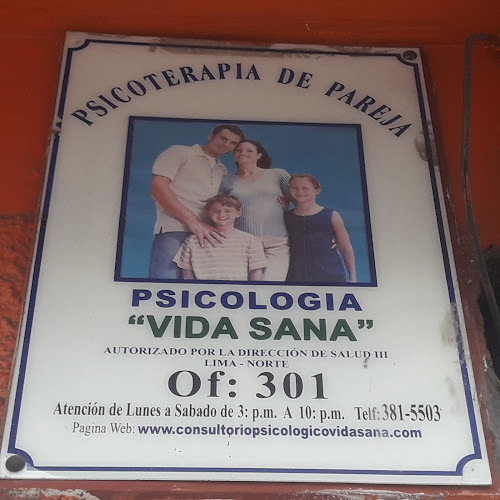 PSICOTERAPIA DE PAREJA
PSICOLOGIA
“VIDA SANA”
AUTORIZADO POR LA DIRECCIÓN DE SALUD III
LIMA - NORTE
Of: 301
Atención de Lunes a Sabado de 3: p.m. A 10: p.m. Telf:381-5503
Pagina Web: www.consultoriopsicologicovidasana.com